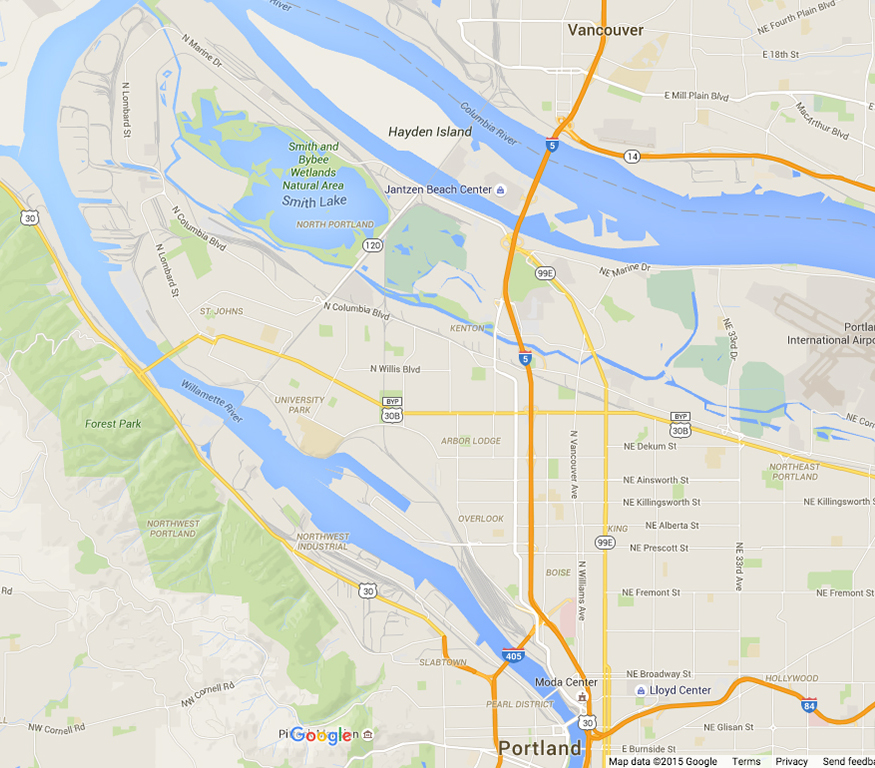 River
Vancouver
NE Fourth Plain Blvd
N Marine Dr
E 18th St
N Lombard St
E Mill Plain Blvd
Columbia River
MacArthur Blvd
Hayden Island
5
14
Smith and
Bybee
Wetlands
Natural Area
Smith Lake
Jantzen Beach Center
30
N Columbia Blvd
NORTH PORTLAND
120
N Lombard St
99E
NE Marine Dr
ST JOHNS
N Columbia Blvd
KENTON
NE 33rd Dr
Portla
International Airpo
5
N Willis Blvd
Willamette River
UNIVERSITY
PARK
BYP
30B
BYP
30B
NE Cor
Forest Park
ARBOR LODGE
N Vancouver Ave
NE Dekum St
NORTHEAST
PORTLAND
NE Ainsworth St
NE Killingsworth St
NE Killingsworth S
NORTHWEST
PORTLAND
OVERLOOK
KING
NE Alberta St
NORTHWEST
INDUSTRIAL
99E
NE Prescott St
NE 33rd Ave
BOISE
N Williams Ave
Rd
30
NE Fremont St
NE Fremont St
405
SLABTOWN
NE Broadway St
HOLLYWOOD
Moda Center
Lloyd Center
NW Cornell Rd
PEARL DISTRICT
84
LL
NW Cornell Rd
30
NE Glisan St
Pi
Google
n
Portland
E Burnside St
Map data ©2015 Google
Terms
Privacy
Send feedba